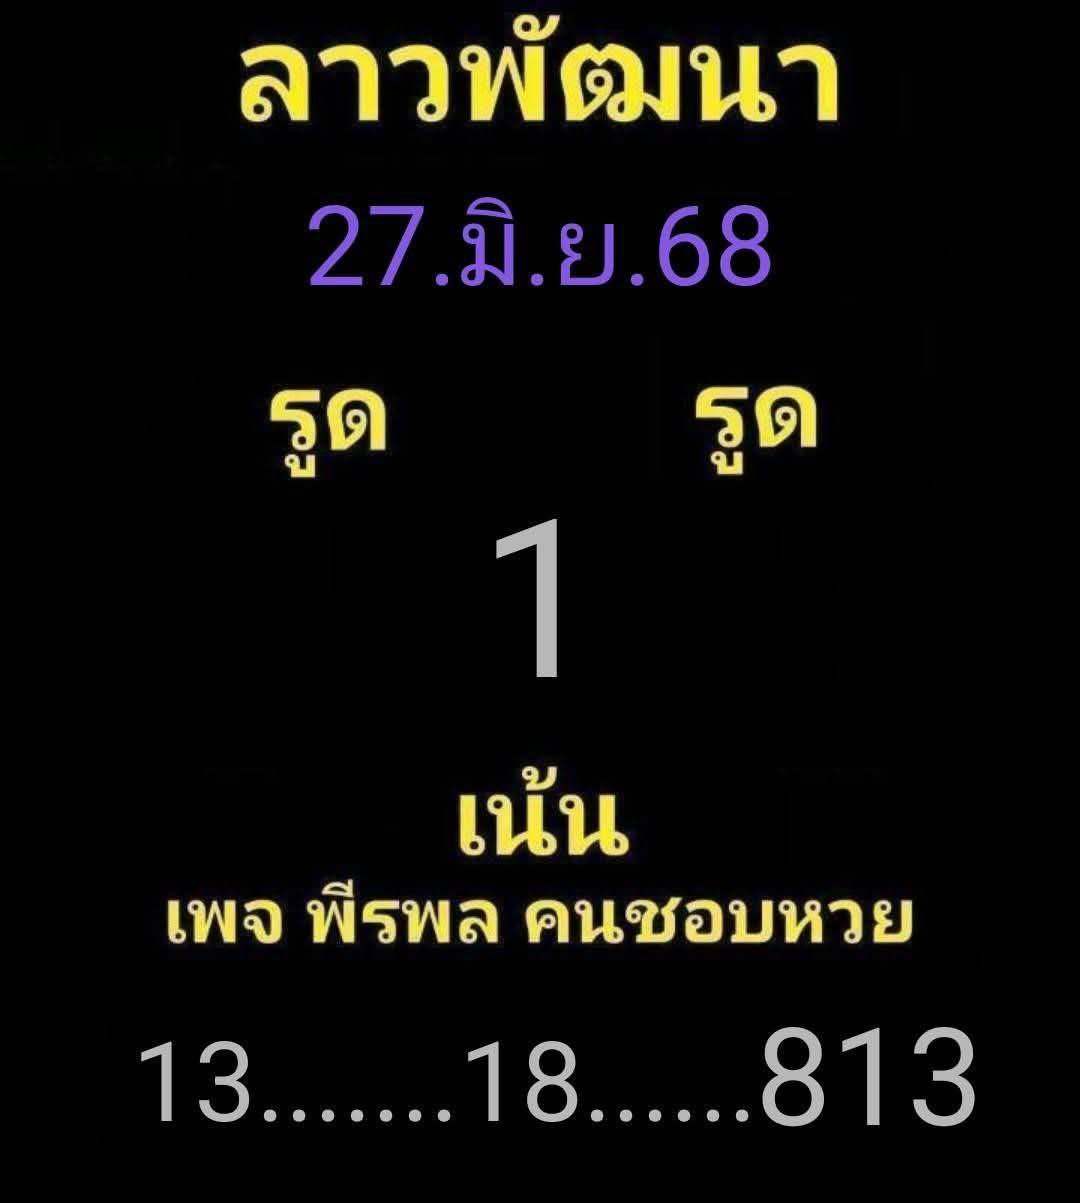 ลาวพัฒนา
27.มิ.ย.68
รูด รูด
1
เน้น
เพจ พีรพล คนชอบหวย
13.......18......813